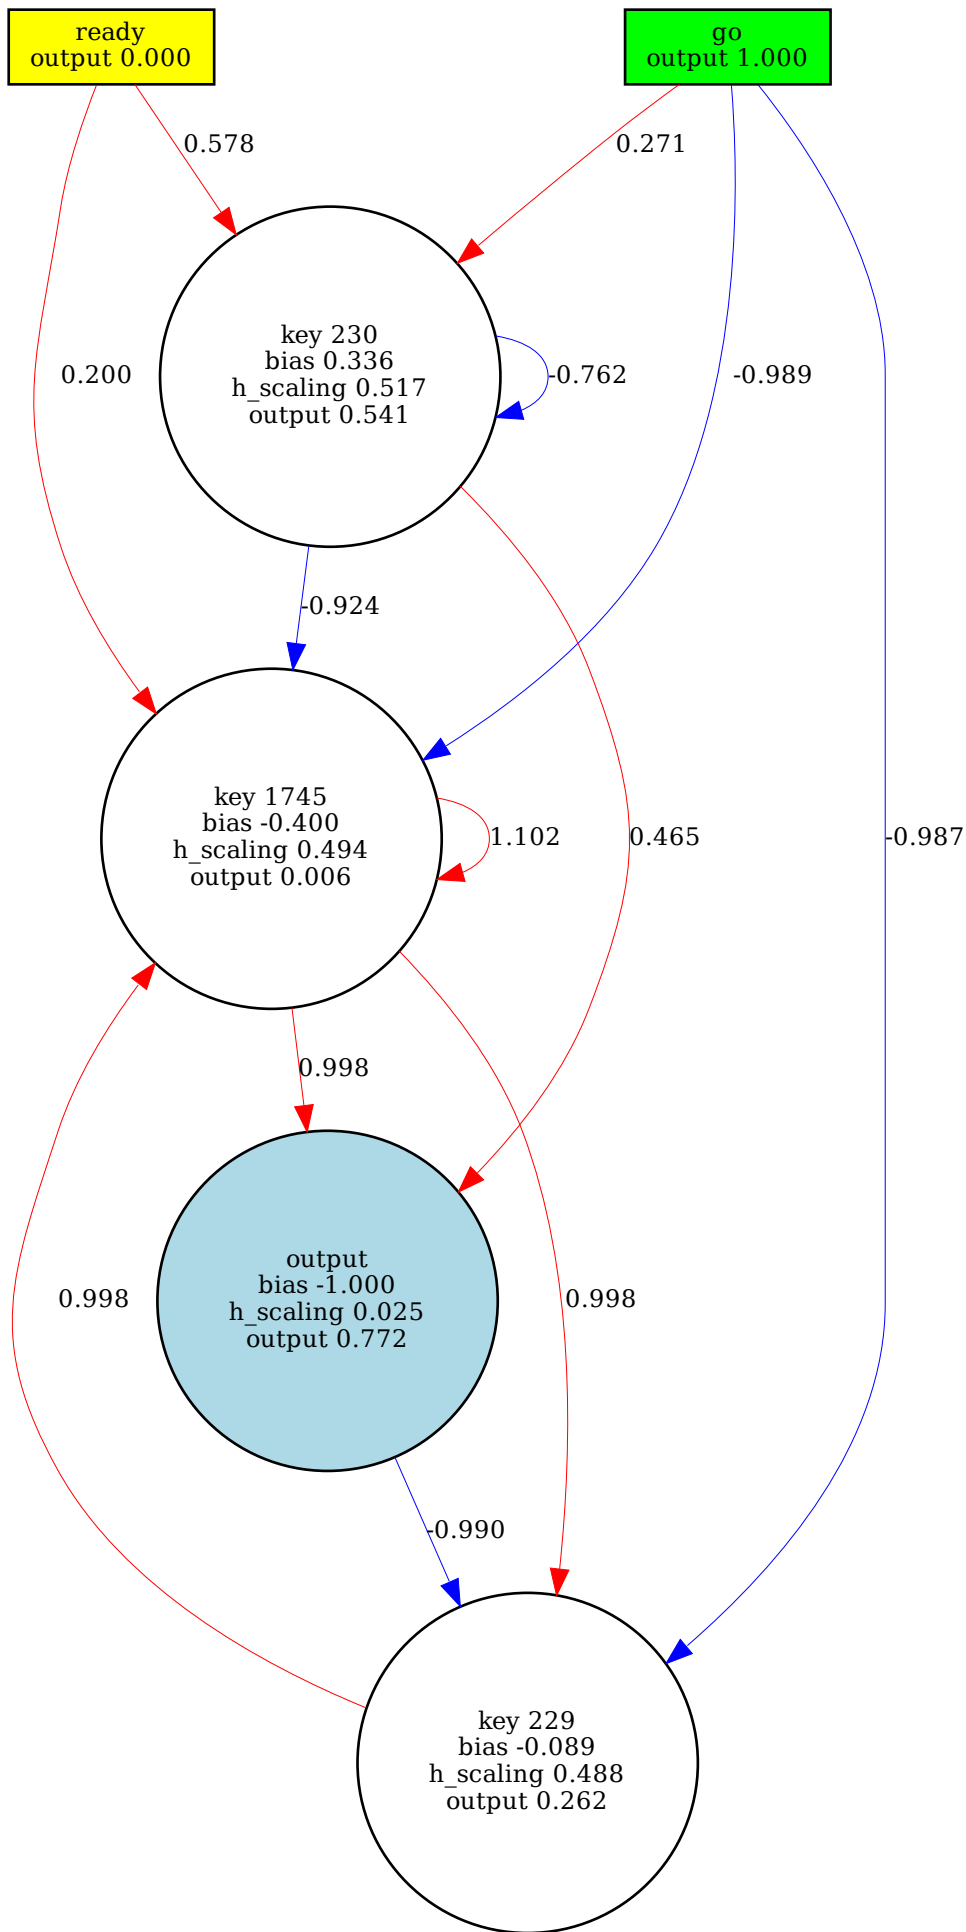 ready
output 0.000
go
output 1.000
0.578
0.271
key 230
bias 0.336
h_scaling 0.517
output 0.541
0.200
-0.762
-0.989
-0.924
key 1745
bias -0.400
h_scaling 0.494
output 0.006
1.102
0.465
-0.987
0.998
output
bias -1.000
h_scaling 0.025
output 0.772
0.998
0.998
-0.990
key 229
bias -0.089
h_scaling 0.488
output 0.262